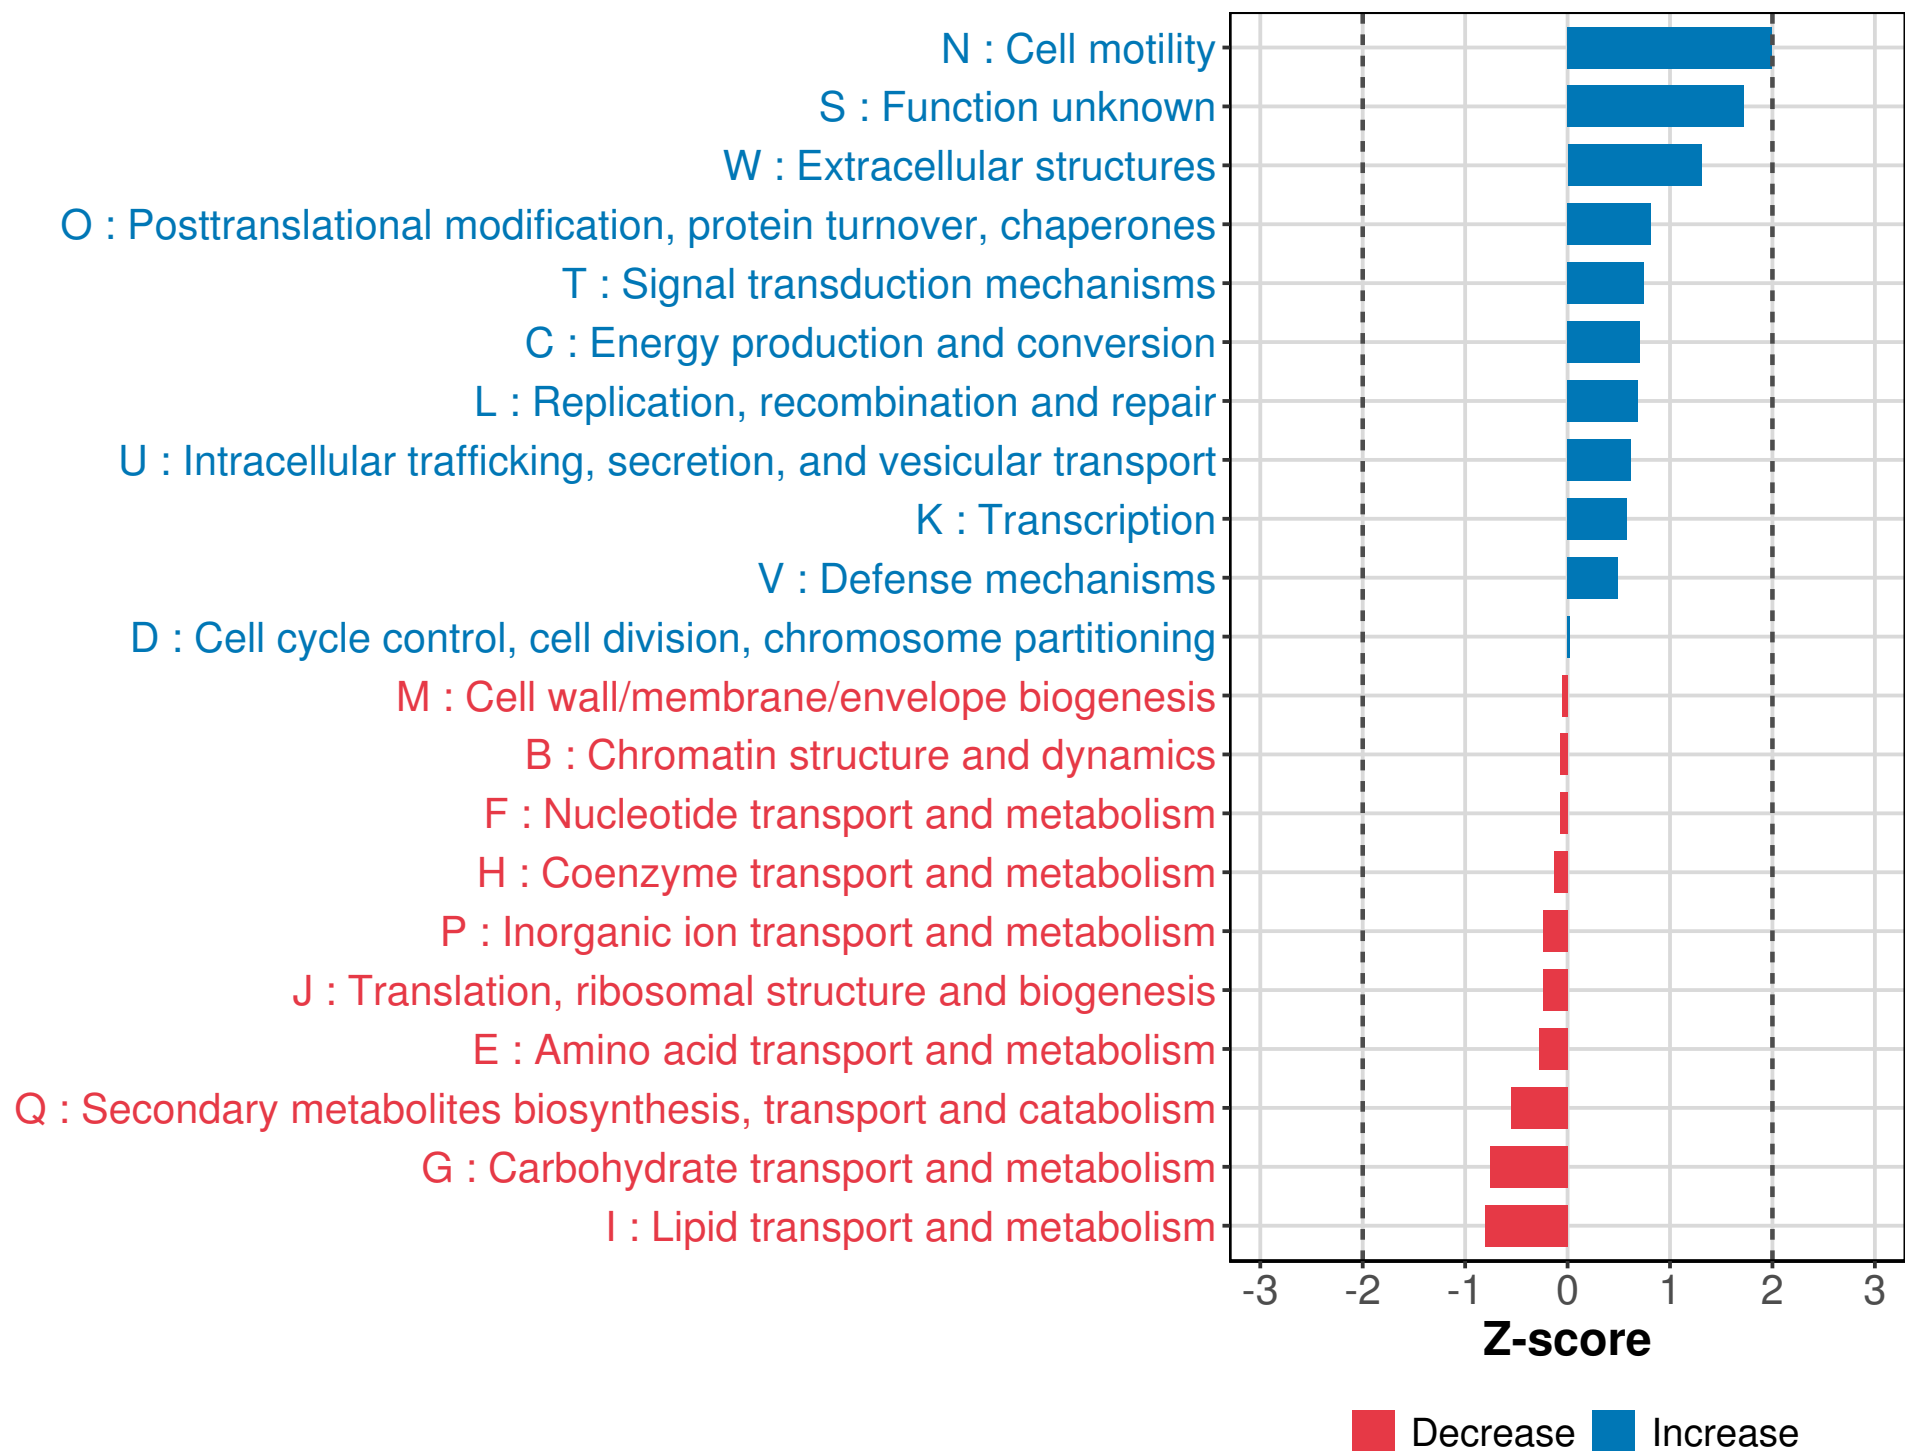 N : Cell motility
S : Function unknown
W : Extracellular structures
O : Posttranslational modification, protein turnover, chaperones
T : Signal transduction mechanisms
C : Energy production and conversion
L : Replication, recombination and repair
U : Intracellular trafficking, secretion, and vesicular transport
K : Transcription
V : Defense mechanisms
D : Cell cycle control, cell division, chromosome partitioning
M : Cell wall/membrane/envelope biogenesis
B : Chromatin structure and dynamics
F : Nucleotide transport and metabolism
H : Coenzyme transport and metabolism
P : Inorganic ion transport and metabolism
J : Translation, ribosomal structure and biogenesis
E : Amino acid transport and metabolism
Q : Secondary metabolites biosynthesis, transport and catabolism
G : Carbohydrate transport and metabolism
I : Lipid transport and metabolism
-3 -2 -1 0 1 2 3
Z-score
Decrease Increase